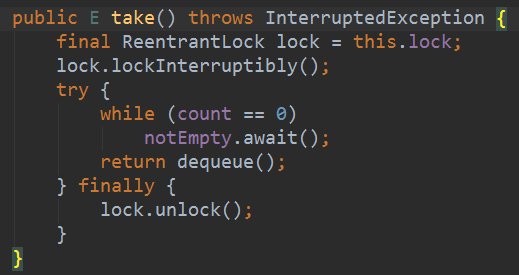 public E take() throws InterruptedException {
    final ReentrantLock lock = this.lock;
    lock.lockInterruptibly();
    try {
        while (count == 0)
            notEmpty.await();
        return dequeue();
    } finally {
        lock.unlock();
    }
}